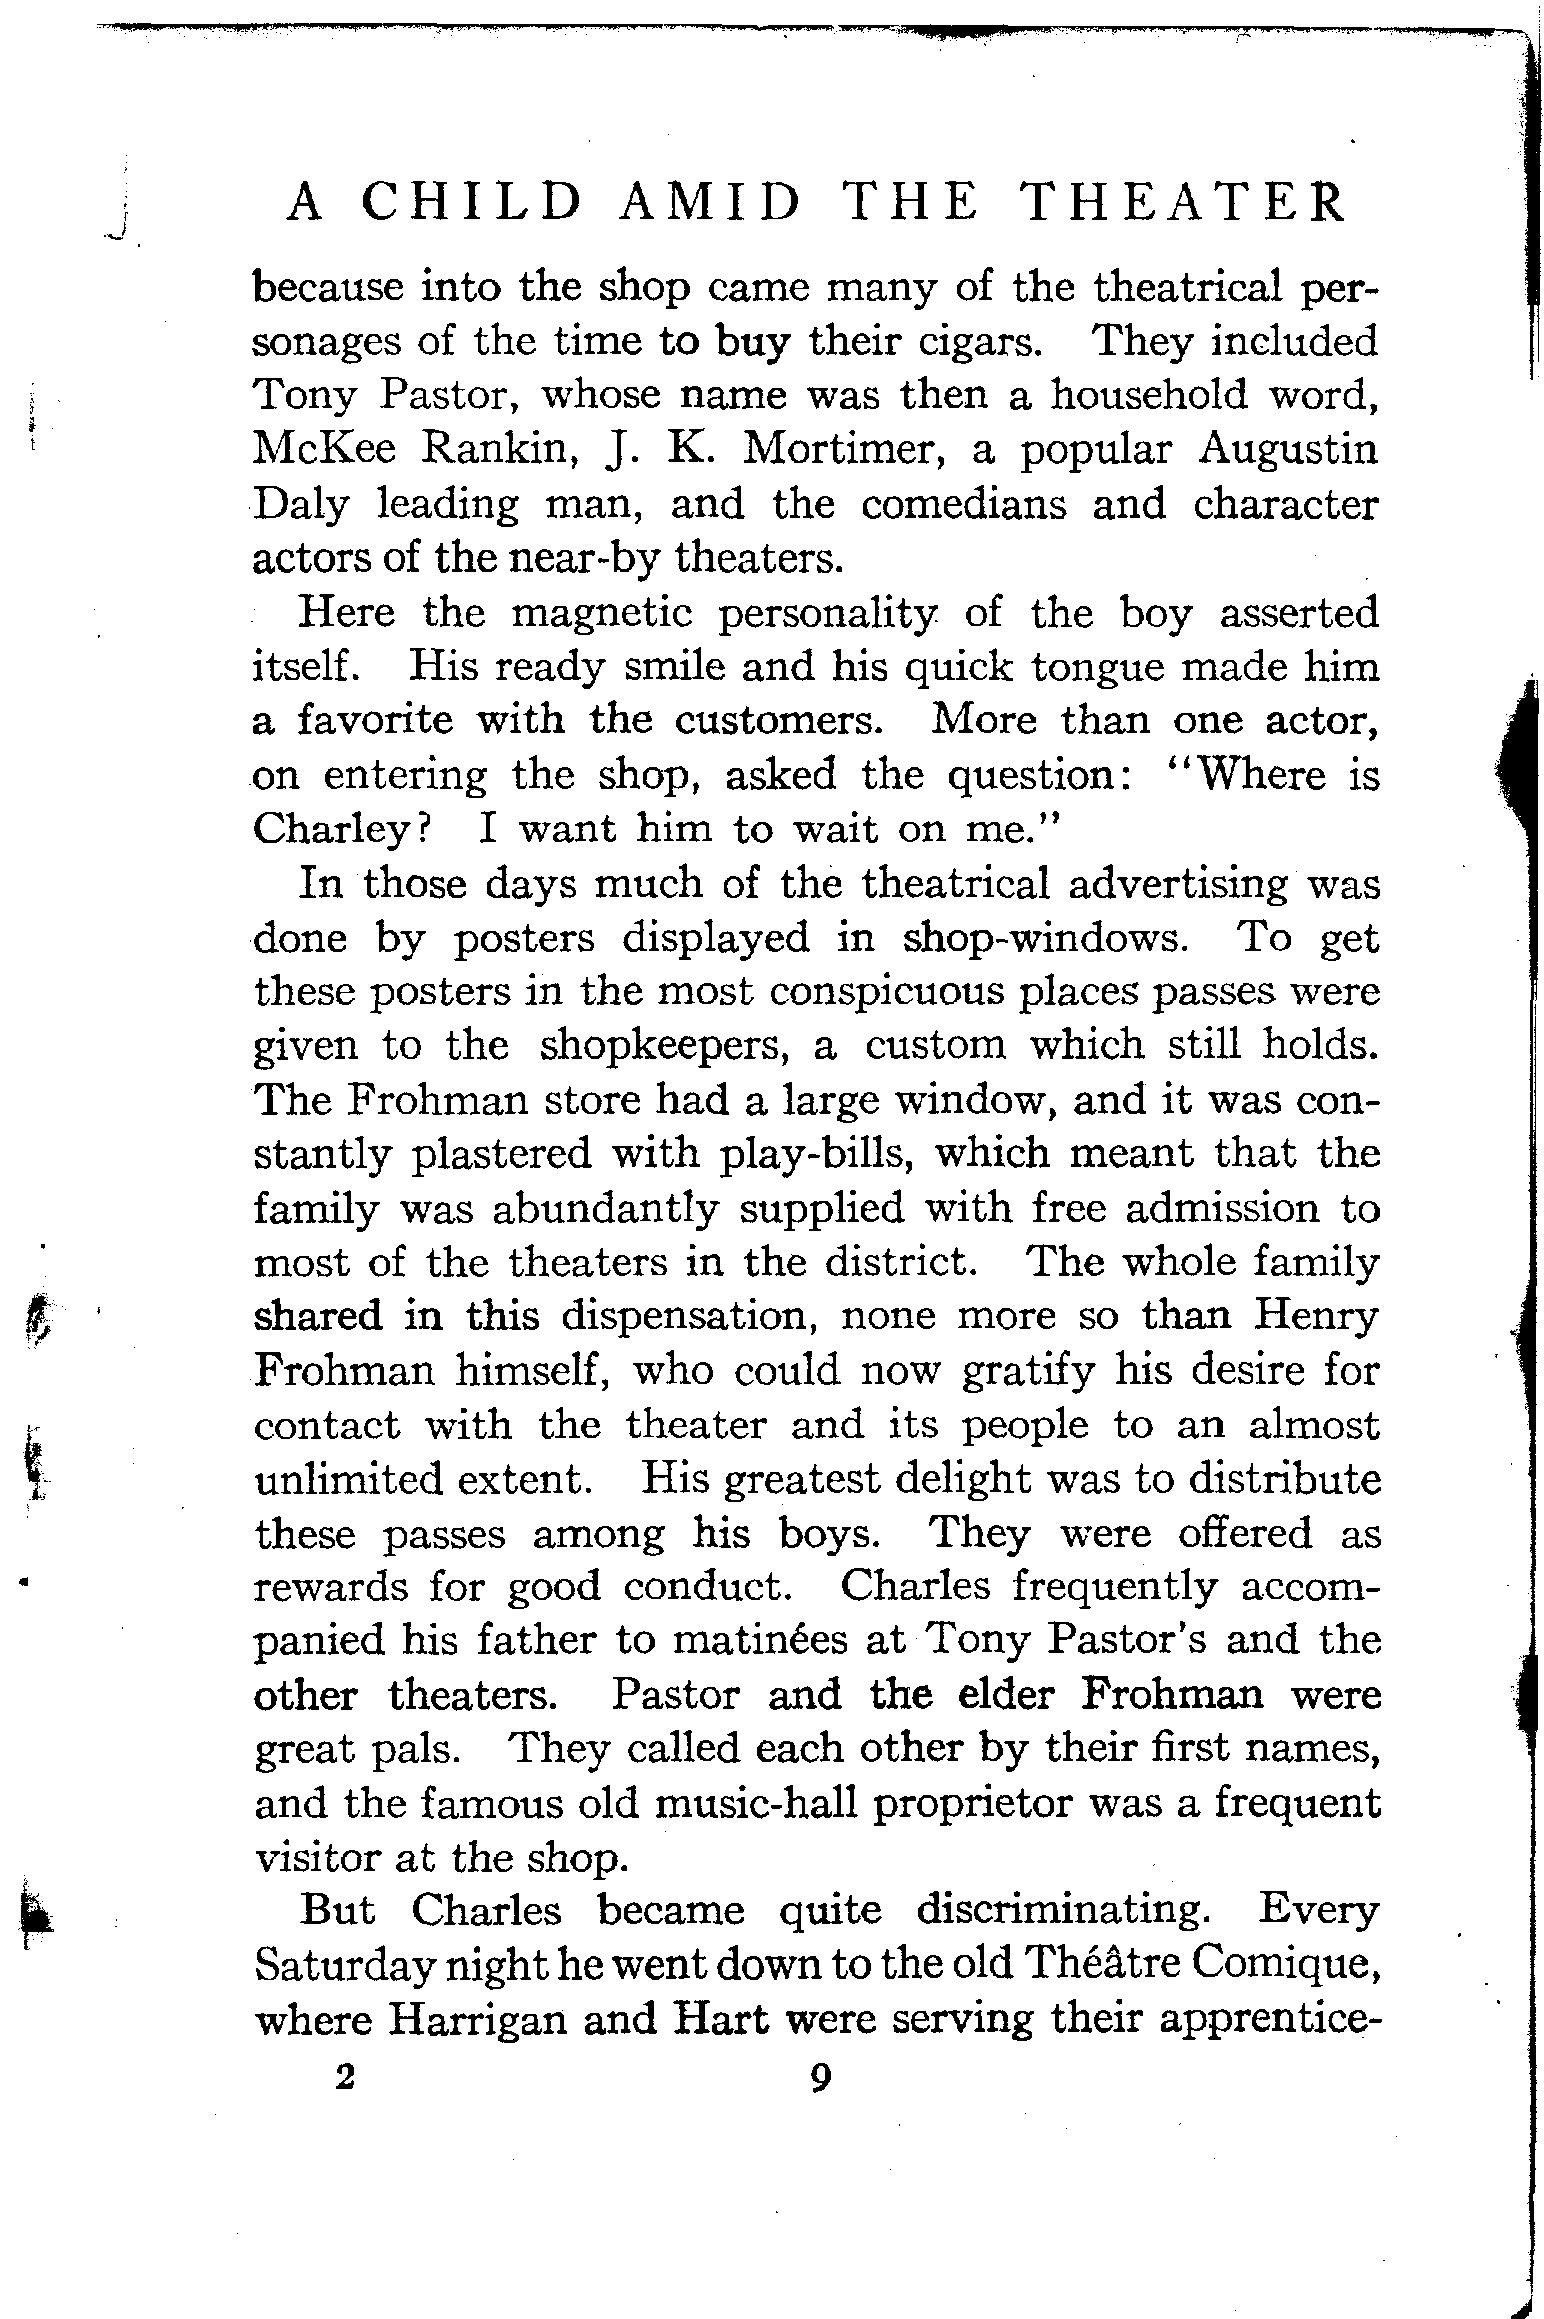 A CHILD AMID THE THEATER
because into the shop came many of the theatrical per-
sonages of the time to buy their cigars. They included
Tony Pastor, whose name was then a household word,
McKee Rankin, J. K. Mortimer, a popular Augustin
Daly leading man, and the comedians and character
actors of the near-by theaters.
Here the magnetic personality of the boy asserted
itself. His ready smile and his quick tongue made him
a favorite with the customers. More than one actor,
on entering the shop, asked the question: "Where is
Charley? I want him to wait on me."
In those days much of the theatrical advertising was
done by posters displayed in shop-windows. To get
these posters in the most conspicuous places passes were
given to the shopkeepers, a custom which still holds.
The Frohman store had a large window, and it was con-
stantly plastered with play-bills, which meant that the
family was abundantly supplied with free admission to
most of the theaters in the district. The whole family
shared in this dispensation, none more so than Henry
Frohman himself, who could now gratify his desire for
contact with the theater and its people to an almost
unlimited extent. His greatest delight was to distribute
these passes among his boys. They were offered as
rewards for good conduct. Charles frequently accom-
panied his father to matinées at Tony Pastor's and the
other theaters. Pastor and the elder Frohman were
great pals. They called each other by their first names,
and the famous old music-hall proprietor was a frequent
visitor at the shop.
But Charles became quite discriminating. Every
Saturday night he went down to the old Théâtre Comique,
where Harrigan and Hart were serving their apprentice-
2 9